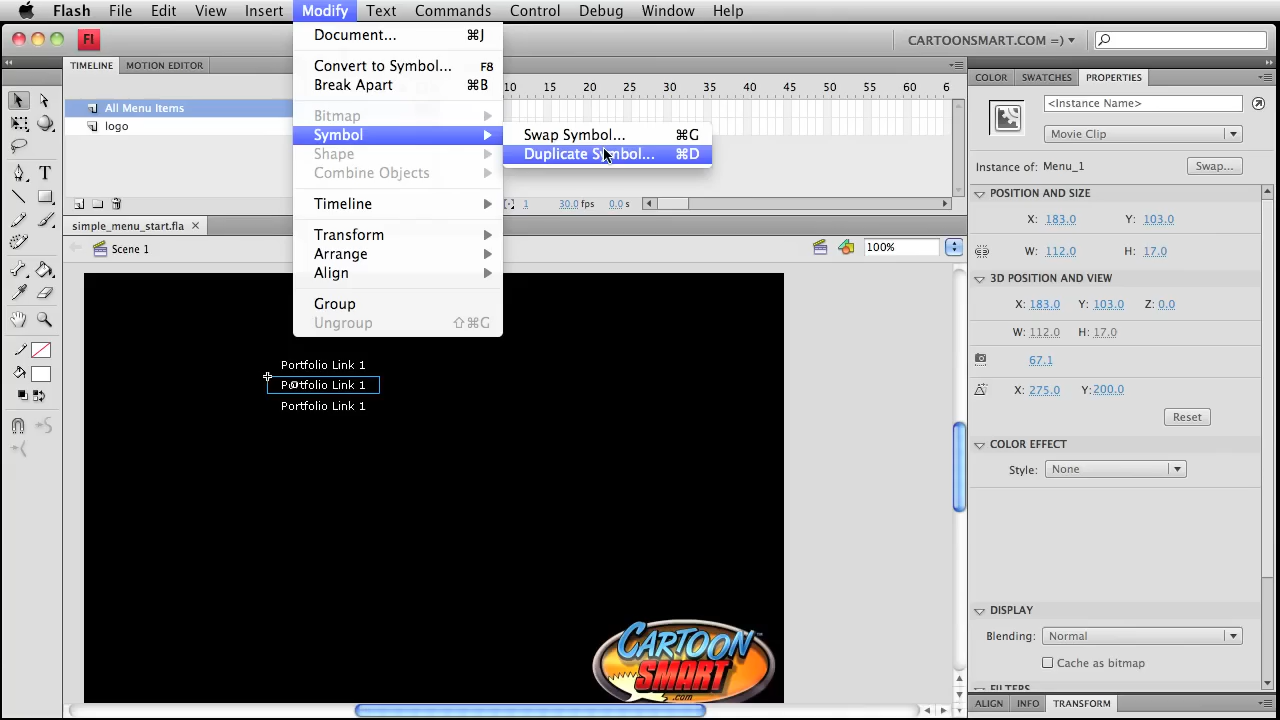 Flash File Edit View Insert Modify Text Commands Control Debug Window Help
Fl CARTOONSMART.COM =)
TIMELINE MOTION EDITOR
10 15 20 25 30 35 40 45 50 55 60 6
All Menu Items
logo
1 30.0 fps 0.0 s
simple_menu_start.fla
Scene 1
100%
Document... ⌘J
Convert to Symbol... F8
Break Apart ⌘B
Bitmap
Symbol
Shape
Combine Objects
Timeline
Transform
Arrange
Align
Group
Ungroup ⇧⌘G
Swap Symbol... ⌘G
Duplicate Symbol... ⌘D
Portfolio Link 1
Portfolio Link 1
Portfolio Link 1
CARTOON
SMART
.com
COLOR SWATCHES PROPERTIES
<Instance Name>
Movie Clip
Instance of: Menu_1 Swap...
POSITION AND SIZE
X: 183.0 Y: 103.0
W: 112.0 H: 17.0
3D POSITION AND VIEW
X: 183.0 Y: 103.0 Z: 0.0
W: 112.0 H: 17.0
67.1
X: 275.0 Y: 200.0
Reset
COLOR EFFECT
Style: None
DISPLAY
Blending: Normal
Cache as bitmap
FILTERS
ALIGN INFO TRANSFORM